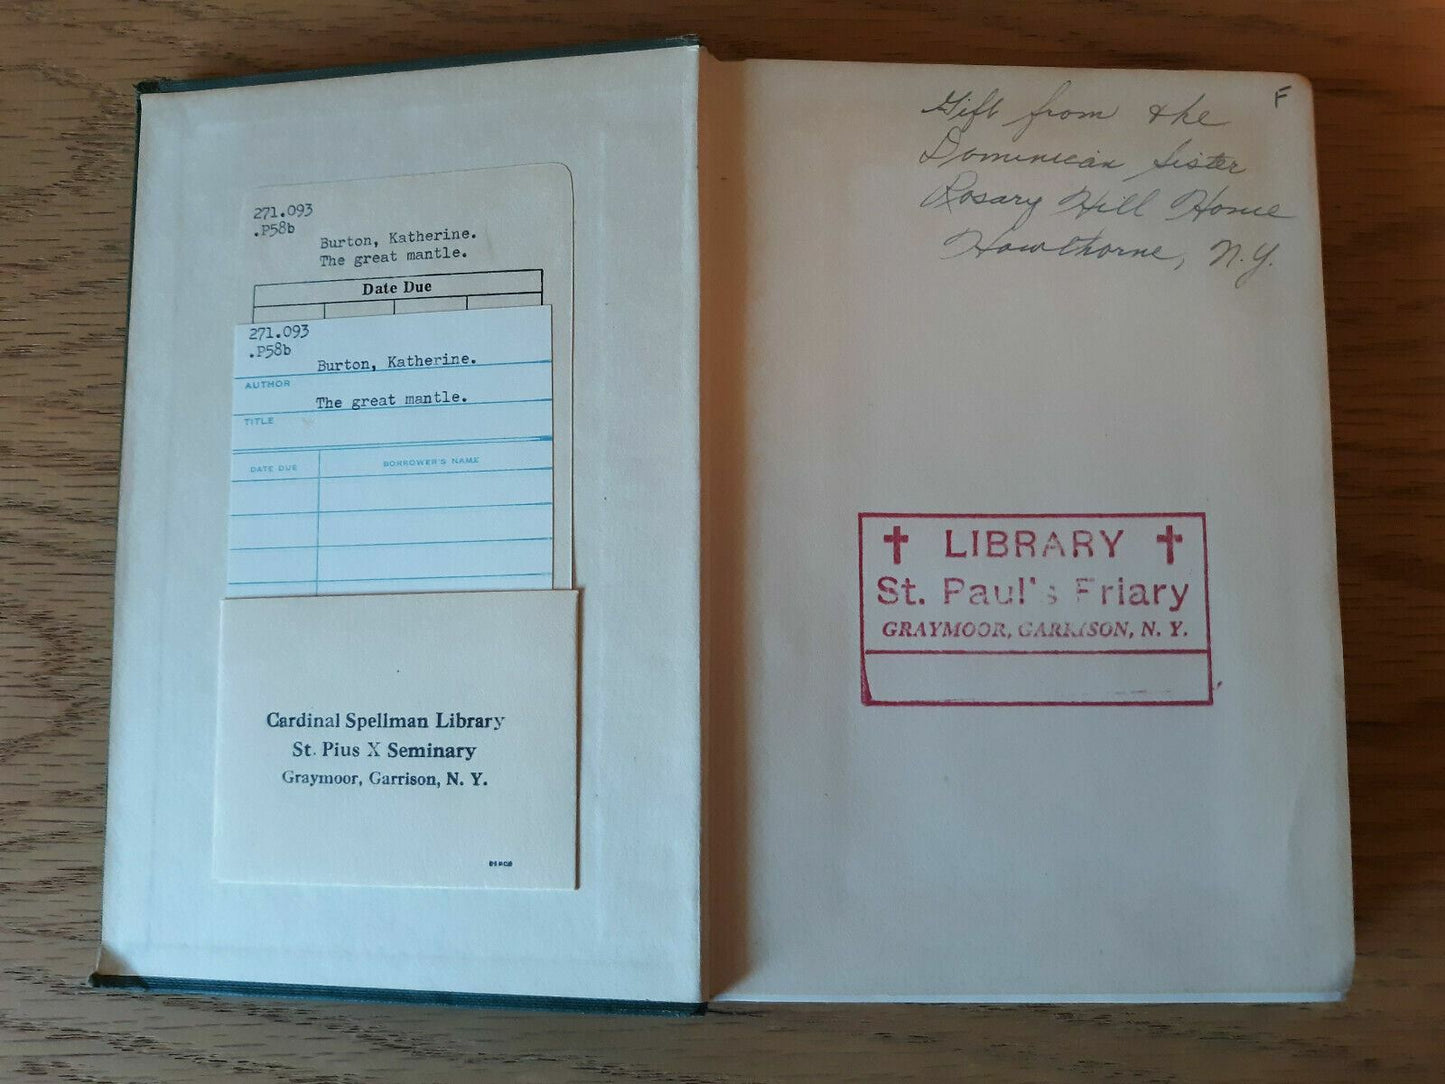 271.093
.P58b
Burton, Katherine.
The great mantle.
Date Due
271.093
.P58b
Burton, Katherine.
AUTHOR
The great mantle.
TITLE
DATE DUE
BORROWER'S NAME
Cardinal Spellman Library
St. Pius X Seminary
Graymoor, Garrison, N. Y.
F
Gift from the
Dominican Sister
Rosary Hill Home
Hawthorne, N.Y.
✝ LIBRARY ✝
St. Paul's Friary
GRAYMOOR, GARRISON, N. Y.